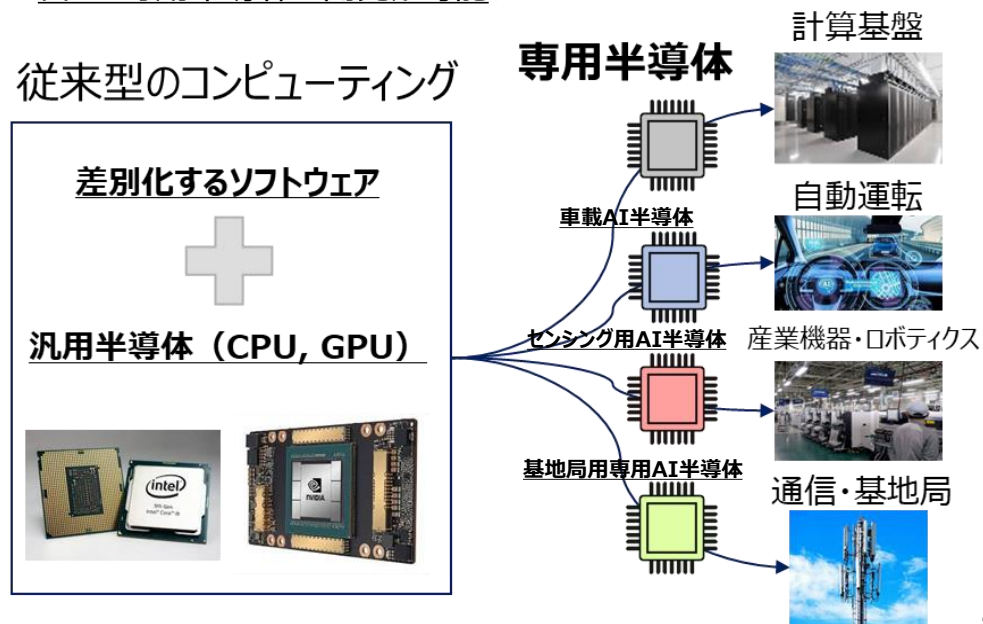 計算基盤
専用半導体
従来型のコンピューティング
差別化するソフトウェア
自動運転
車載AI半導体
汎用半導体（CPU, GPU）
センシング用AI半導体
産業機器・ロボティクス
基地局用専用AI半導体
通信・基地局
intel
NVIDIA